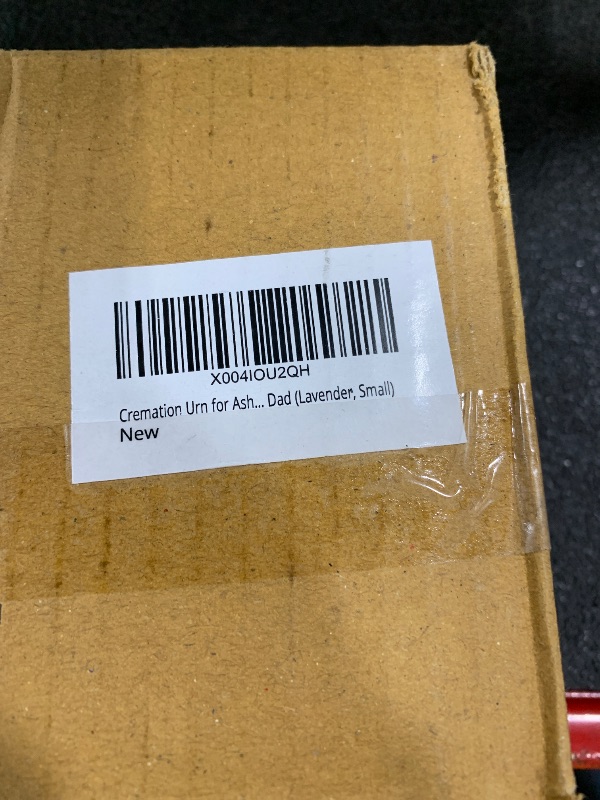 X004IOU2QH
Cremation Urn for Ash... Dad (Lavender, Small)
New